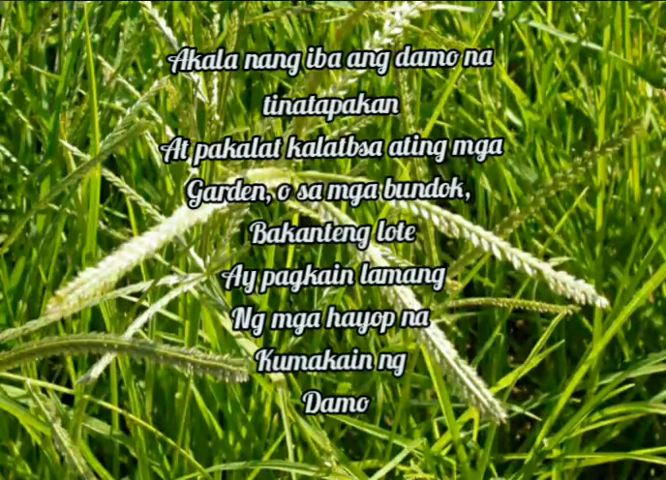 Akala nang iba ang damo na
tinatapakan
At pakalat kalatbsa ating mga
Garden, o sa mga bundok,
Bakanteng lote
Ay pagkain lamang
Ng mga hayop na
Kumakain ng
Damo